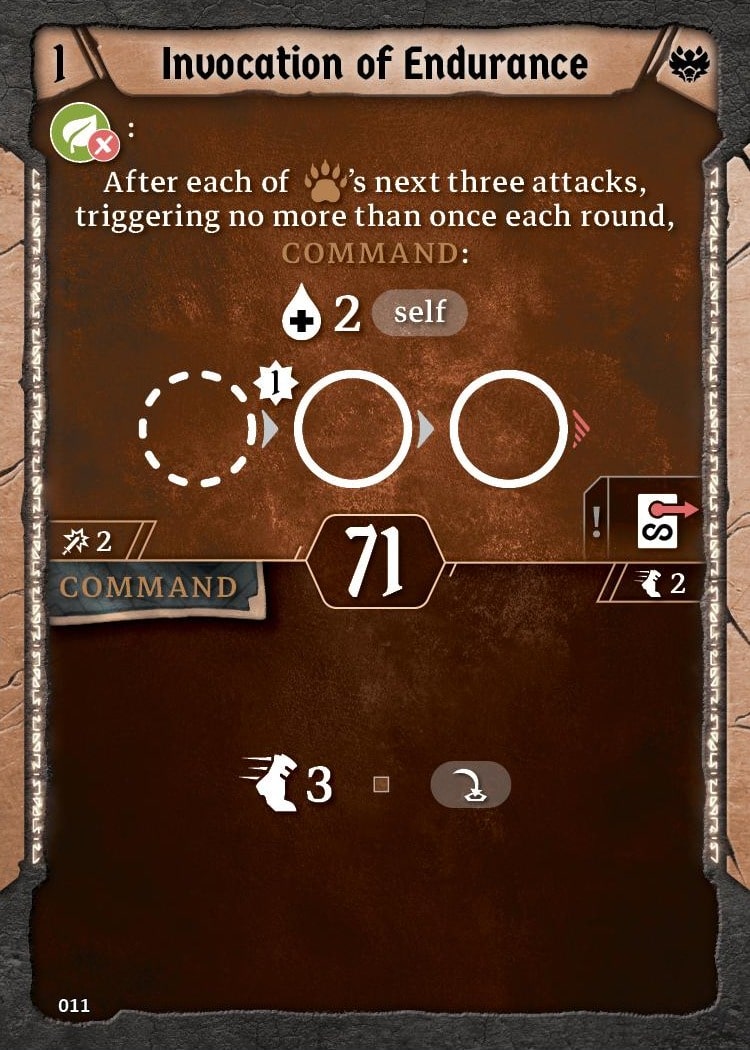 1 Invocation of Endurance
:
After each of 's next three attacks,
triggering no more than once each round,
COMMAND:
2 self
1
2
71
!
COMMAND
2
3
011